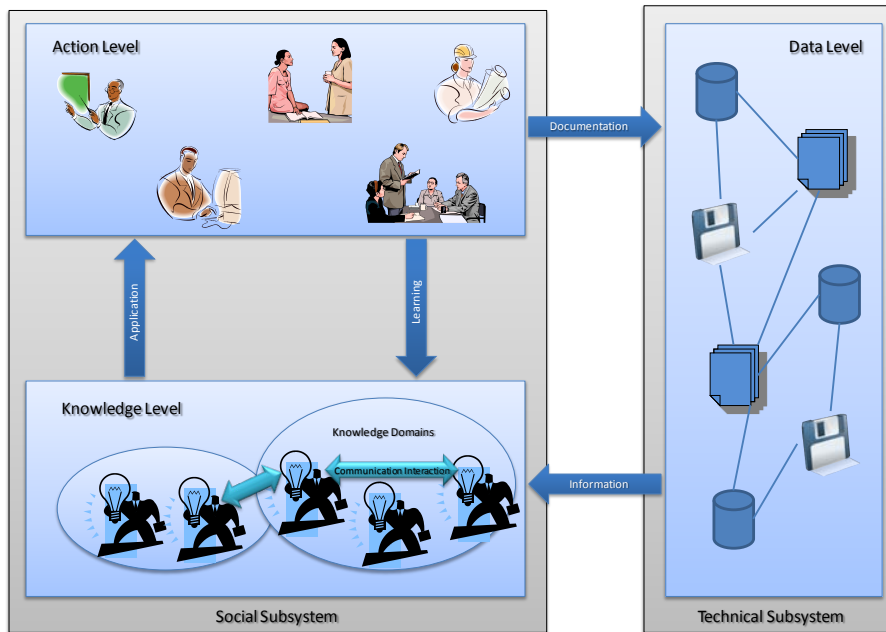 Action Level
Data Level
Documentation
Application
Learning
Knowledge Level
Knowledge Domains
Communication Interaction
Information
Social Subsystem
Technical Subsystem